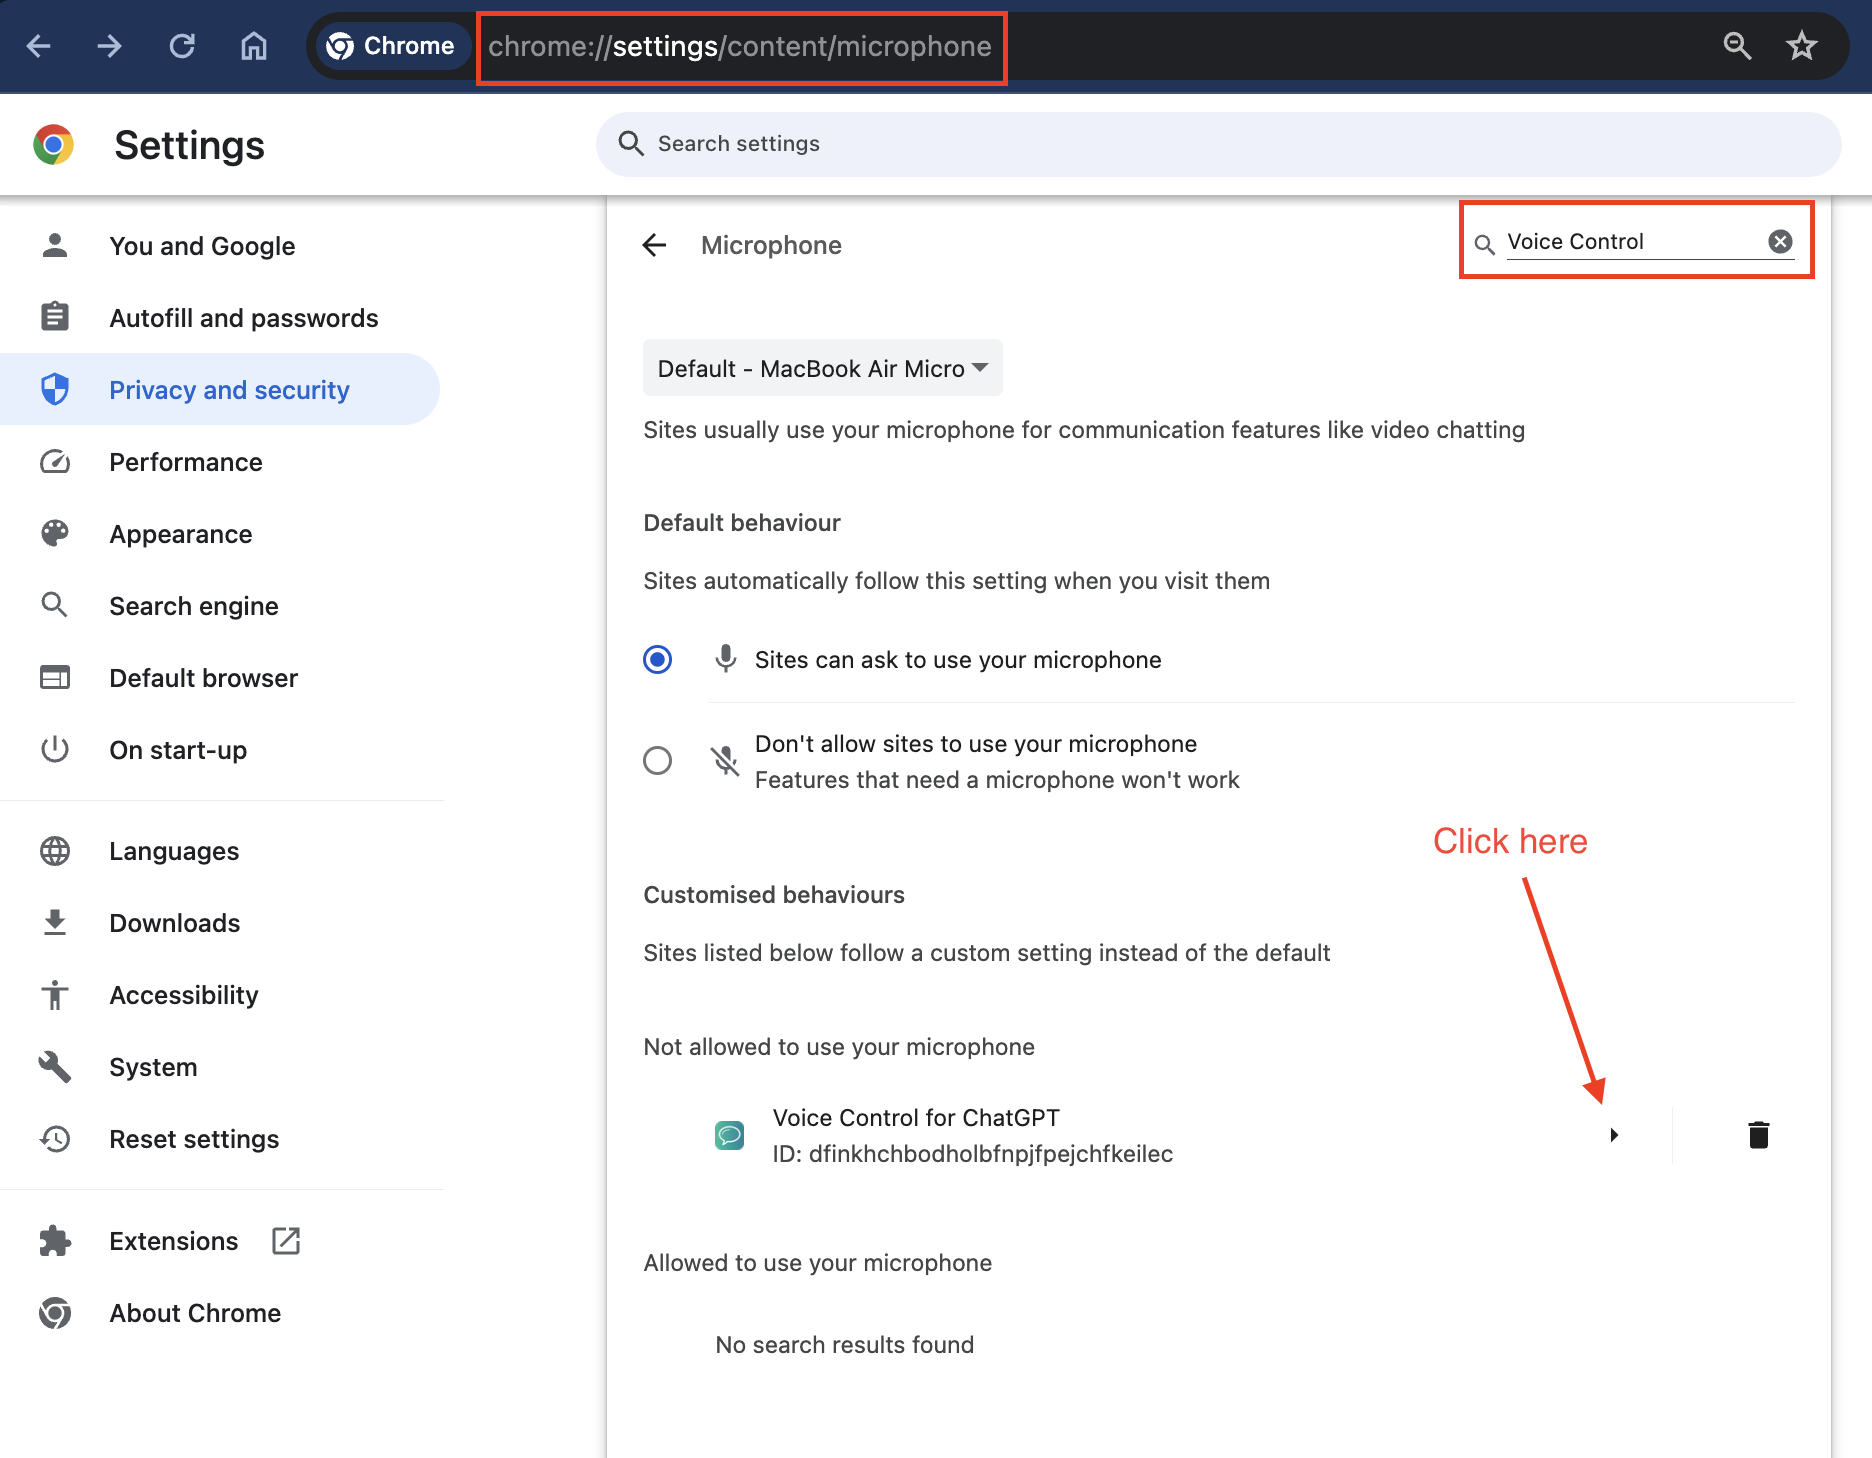 Chrome
chrome://settings/content/microphone
Settings
Search settings
You and Google
Autofill and passwords
Privacy and security
Performance
Appearance
Search engine
Default browser
On start-up
Languages
Downloads
Accessibility
System
Reset settings
Extensions
About Chrome
Microphone
Voice Control
Default - MacBook Air Micro
Sites usually use your microphone for communication features like video chatting
Default behaviour
Sites automatically follow this setting when you visit them
Sites can ask to use your microphone
Don't allow sites to use your microphone
Features that need a microphone won't work
Click here
Customised behaviours
Sites listed below follow a custom setting instead of the default
Not allowed to use your microphone
Voice Control for ChatGPT
ID: dfinkhchbodholbfnpjfpejchfkeilec
Allowed to use your microphone
No search results found